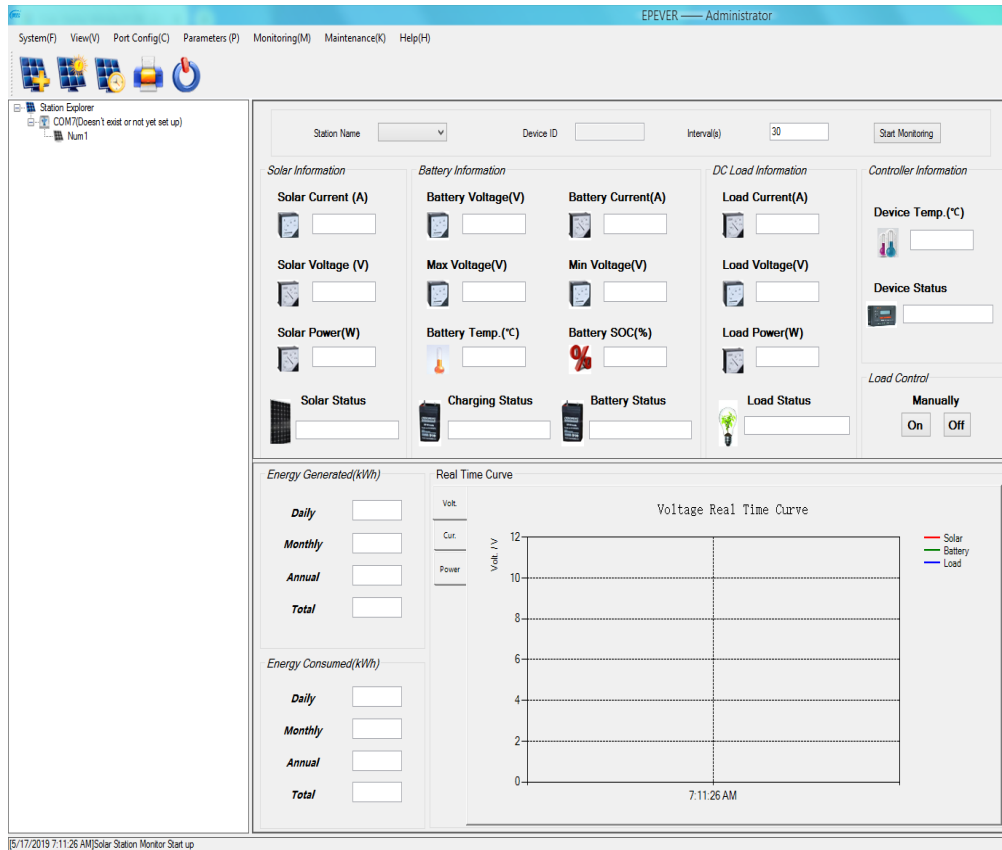 EPEVER —— Administrator
System(F) View(V) Port Config(C) Parameters (P) Monitoring(M) Maintenance(K) Help(H)
Station Explorer
COM7(Doesn't exist or not yet set up)
Num1
Station Name Device ID Interval(s) 30 Start Monitoring
Solar Information Battery Information DC Load Information Controller Information
Solar Current (A) Battery Voltage(V) Battery Current(A) Load Current(A)
Device Temp.(℃)
Solar Voltage (V) Max Voltage(V) Min Voltage(V) Load Voltage(V)
Device Status
Solar Power(W) Battery Temp.(℃) Battery SOC(%) Load Power(W)
%
Load Control
Solar Status Charging Status Battery Status Load Status Manually
On Off
Energy Generated(kWh)
Daily
Monthly
Annual
Total
Energy Consumed(kWh)
Daily
Monthly
Annual
Total
Real Time Curve
Volt.
Cur.
Power
Voltage Real Time Curve
Volt. / V
12
10
8
6
4
2
0
7:11:26 AM
Solar
Battery
Load
[5/17/2019 7:11:26 AM]Solar Station Monitor Start up